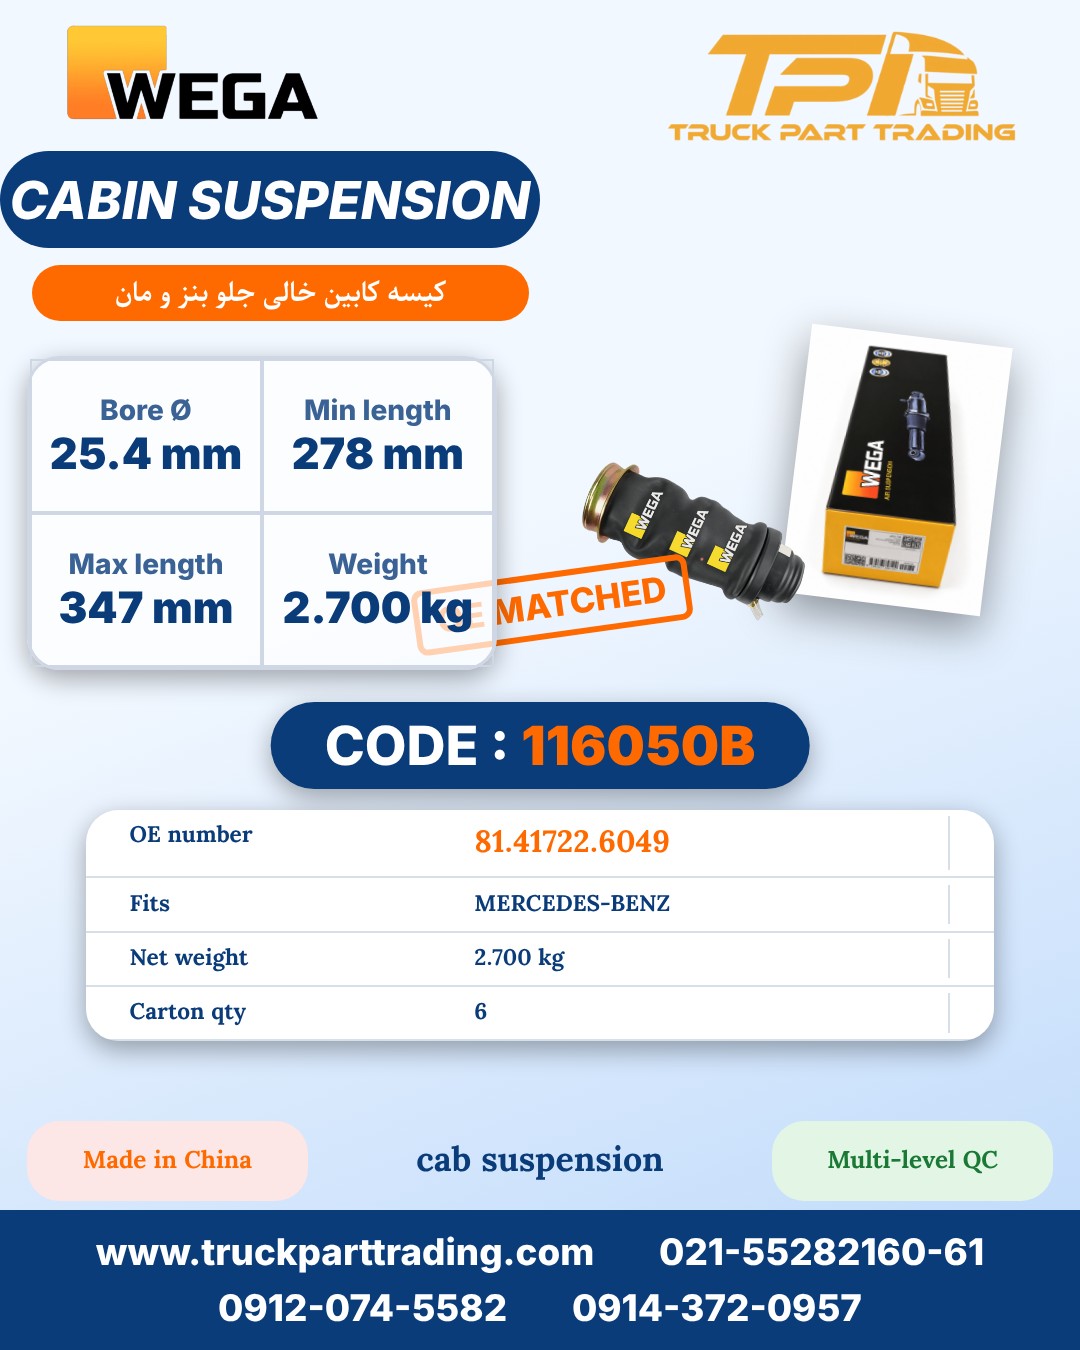 WEGA
TRUCK PART TRADING
CABIN SUSPENSION
کیسه کابین خالی جلو بنز و مان
Bore Ø
25.4 mm
Min length
278 mm
Max length
347 mm
Weight
2.700 kg
MATCHED
WEGA
WEGA
WEGA
WEGA
AIR SUSPENSION
WEGA
CODE : 116050B
OE number 81.41722.6049
Fits MERCEDES-BENZ
Net weight 2.700 kg
Carton qty 6
Made in China
cab suspension
Multi-level QC
www.truckparttrading.com 021-55282160-61
0912-074-5582 0914-372-0957